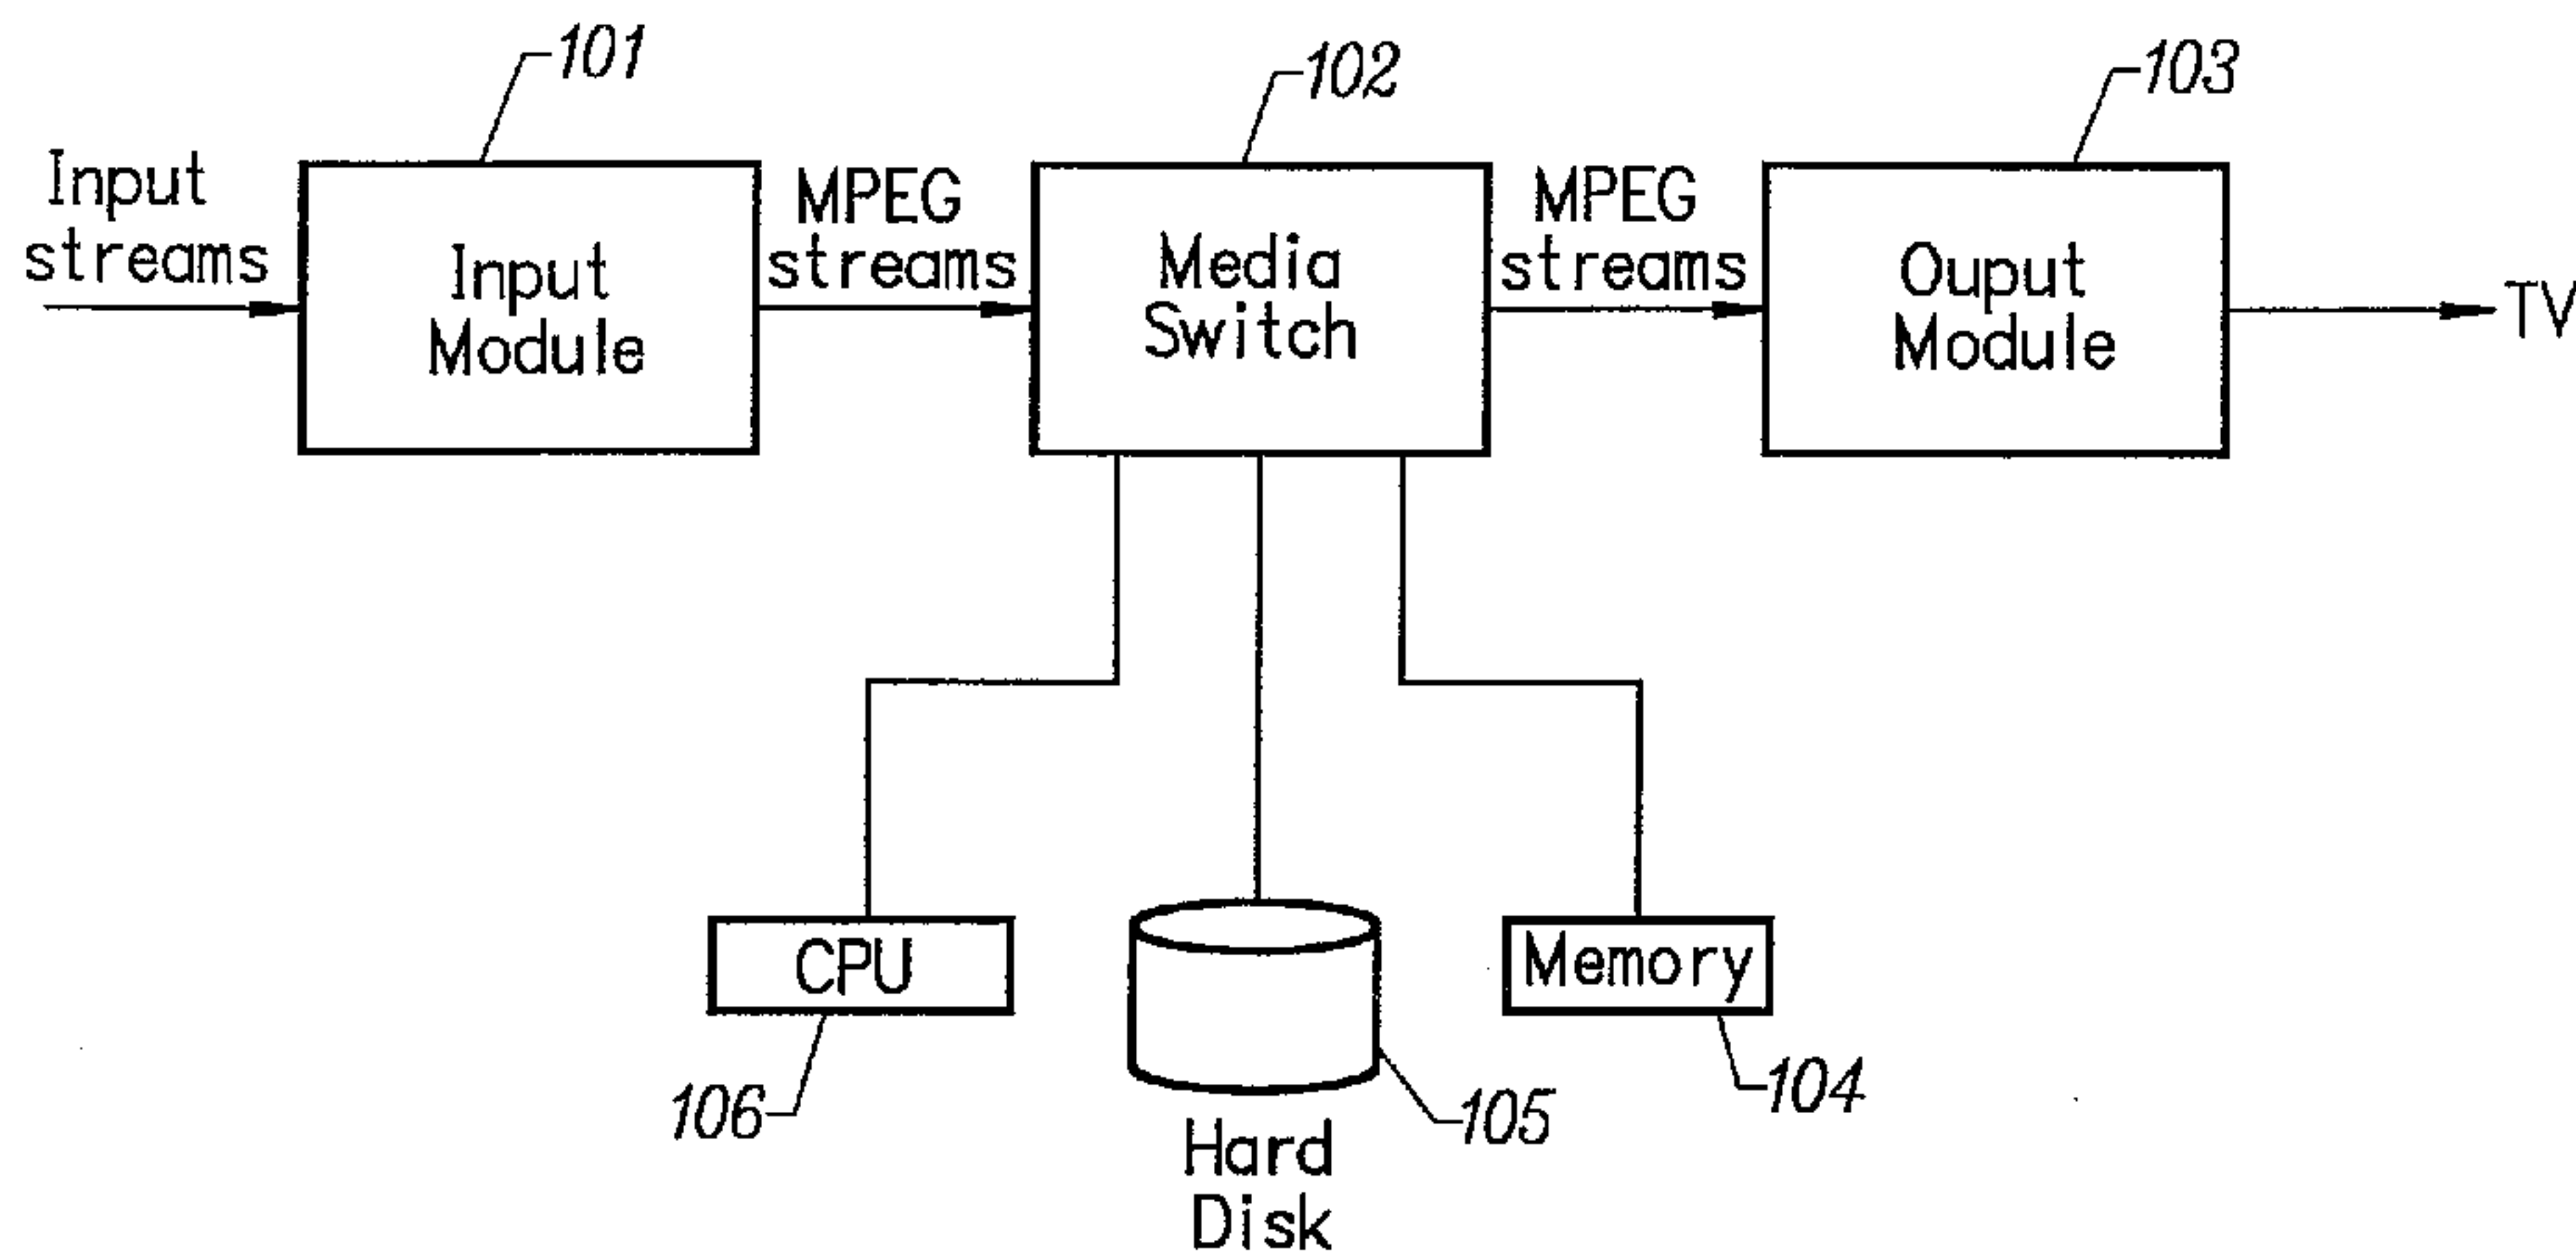 101
102
103
Input
streams
Input
Module
MPEG
streams
Media
Switch
MPEG
streams
Ouput
Module
TV
CPU
Memory
106
105
104
Hard
Disk